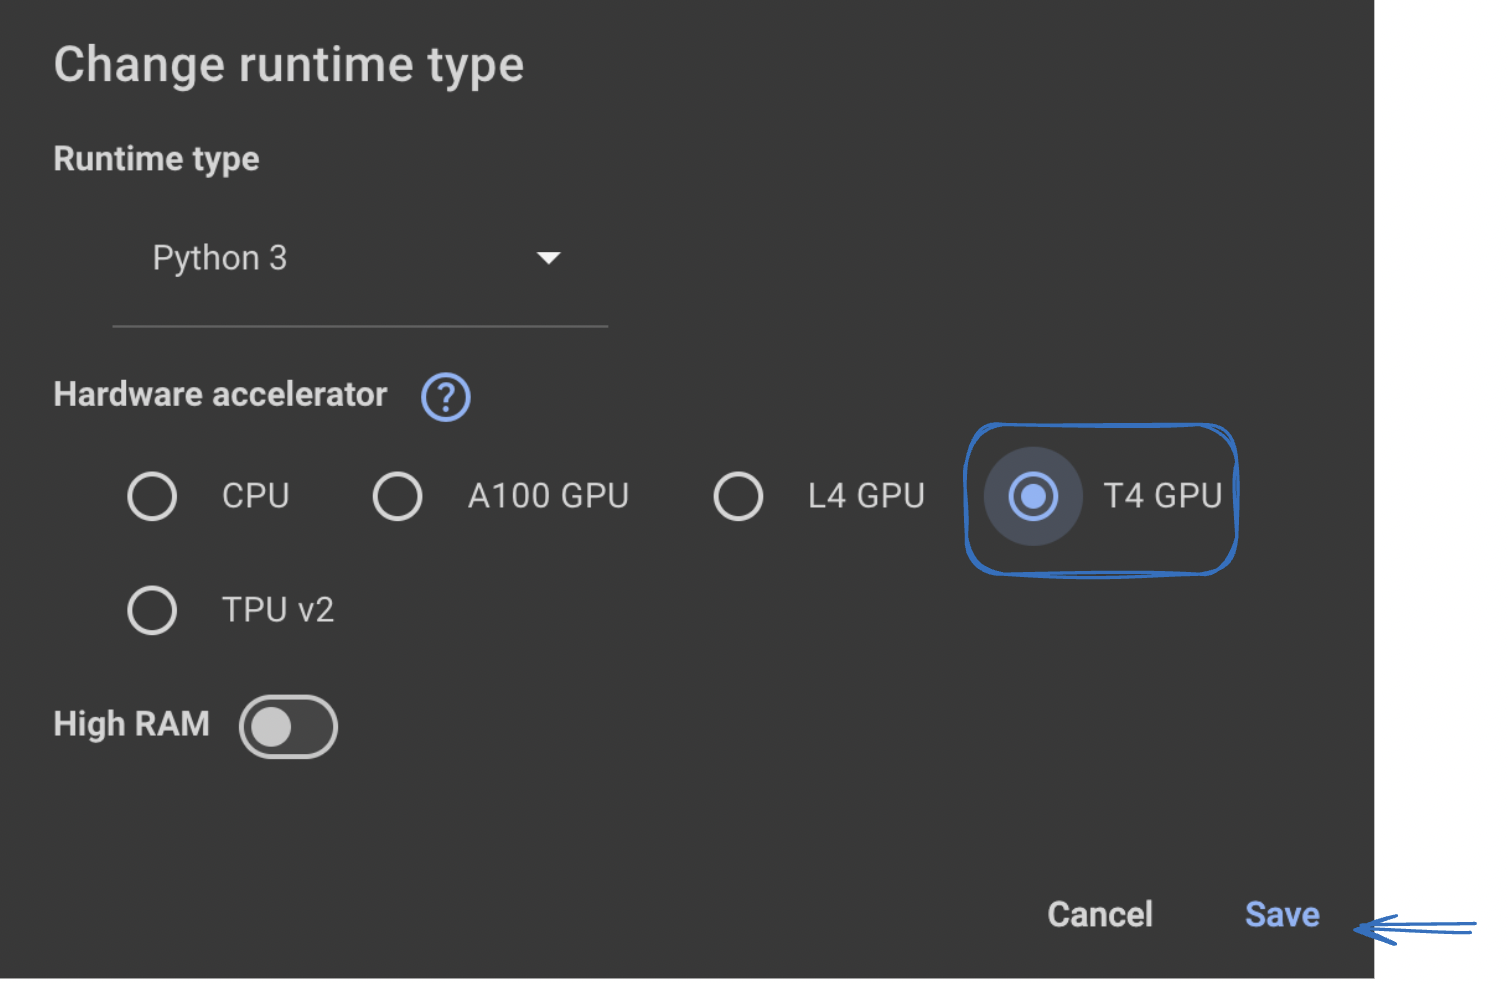 Change runtime type
Runtime type
Python 3
Hardware accelerator ?
CPU A100 GPU L4 GPU T4 GPU
TPU v2
High RAM
Cancel Save